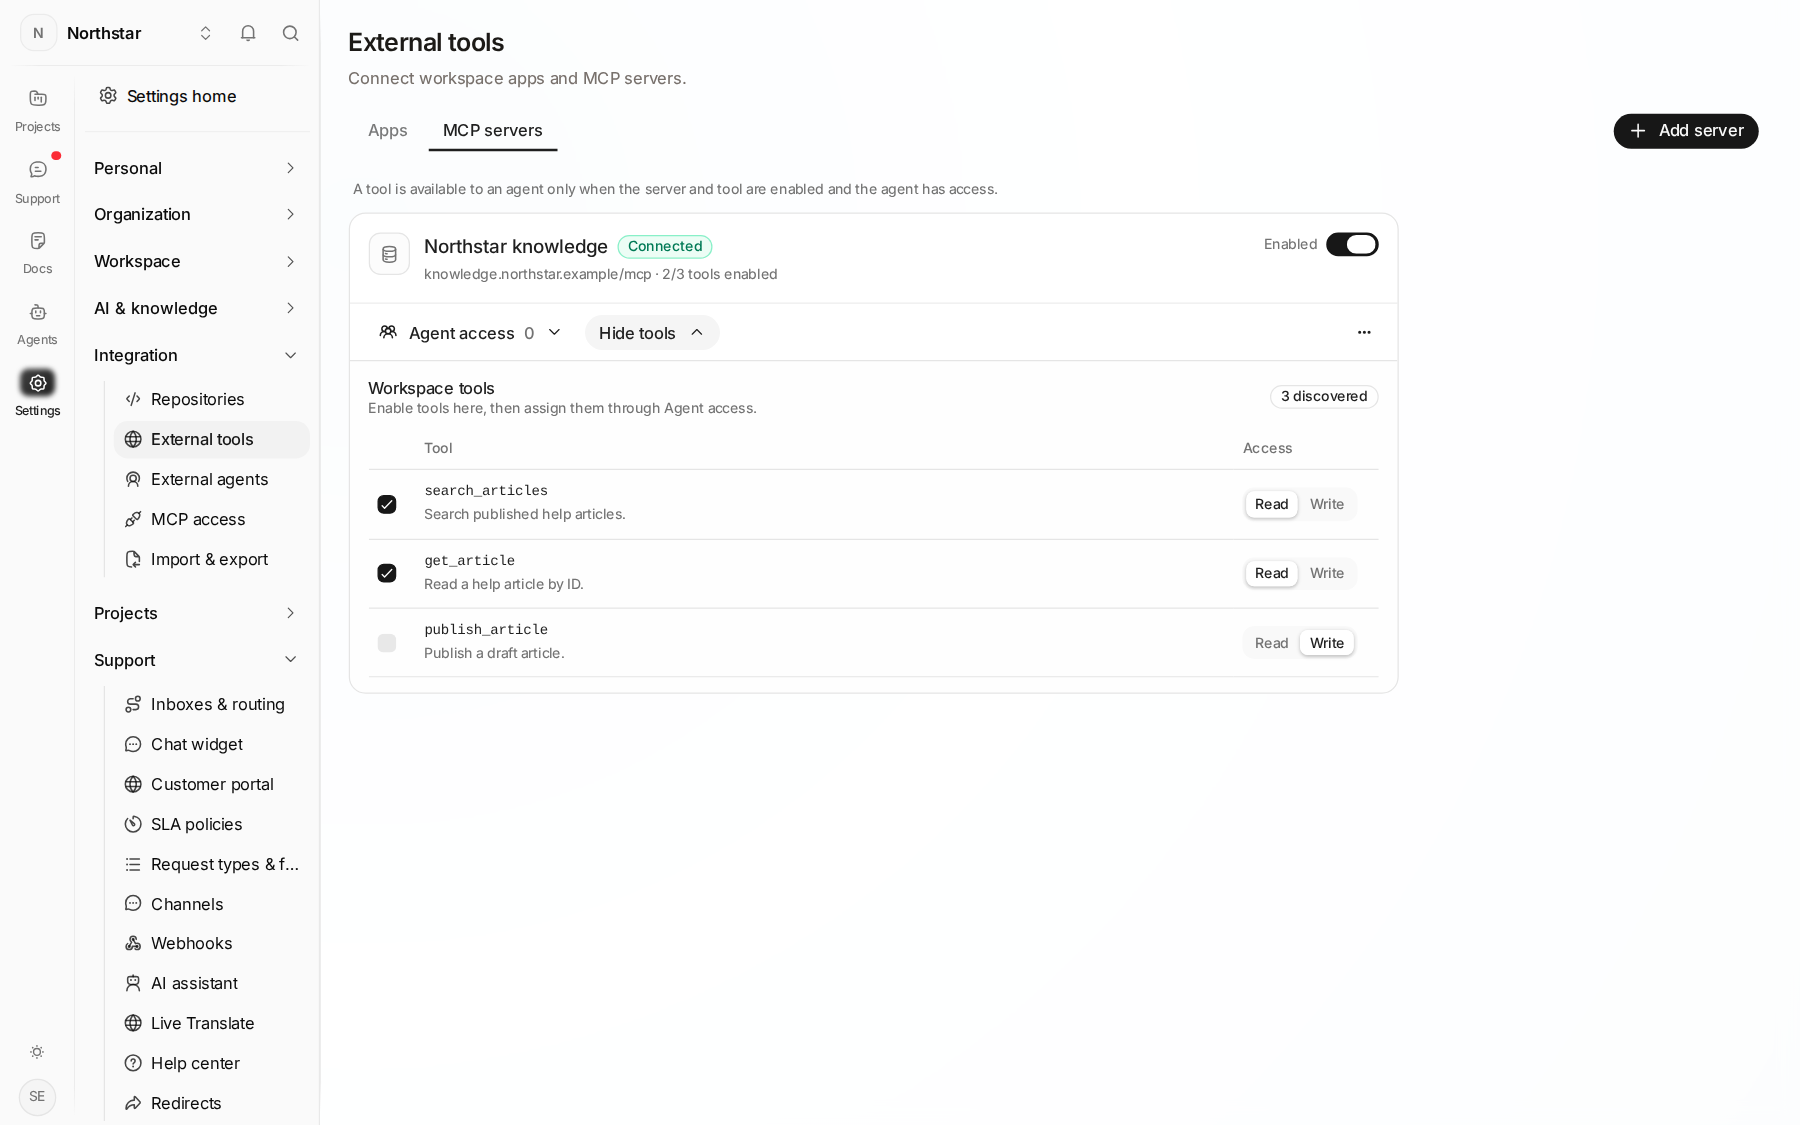 N
Northstar
Projects
Support
Docs
Agents
Settings
SE
Settings home
Personal
Organization
Workspace
AI & knowledge
Integration
Repositories
External tools
External agents
MCP access
Import & export
Projects
Support
Inboxes & routing
Chat widget
Customer portal
SLA policies
Request types & f...
Channels
Webhooks
AI assistant
Live Translate
Help center
Redirects
External tools
Connect workspace apps and MCP servers.
Apps
MCP servers
Add server
A tool is available to an agent only when the server and tool are enabled and the agent has access.
Northstar knowledge
Connected
Enabled
knowledge.northstar.example/mcp · 2/3 tools enabled
Agent access 0
Hide tools
Workspace tools
3 discovered
Enable tools here, then assign them through Agent access.
Tool
Access
search_articles
Search published help articles.
Read
Write
get_article
Read a help article by ID.
Read
Write
publish_article
Publish a draft article.
Read
Write